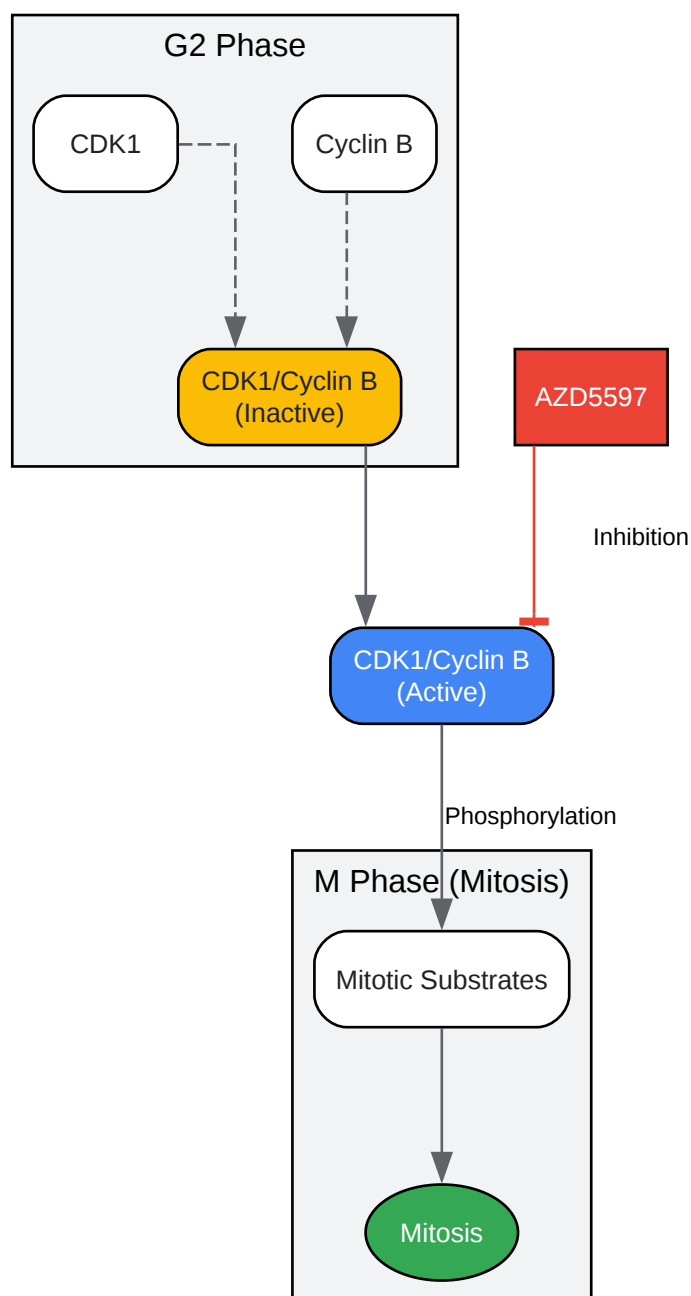 G2 Phase
CDK1
Cyclin B
CDK1/Cyclin B
(Inactive)
AZD5597
Inhibition
CDK1/Cyclin B
(Active)
Phosphorylation
M Phase (Mitosis)
Mitotic Substrates
Mitosis